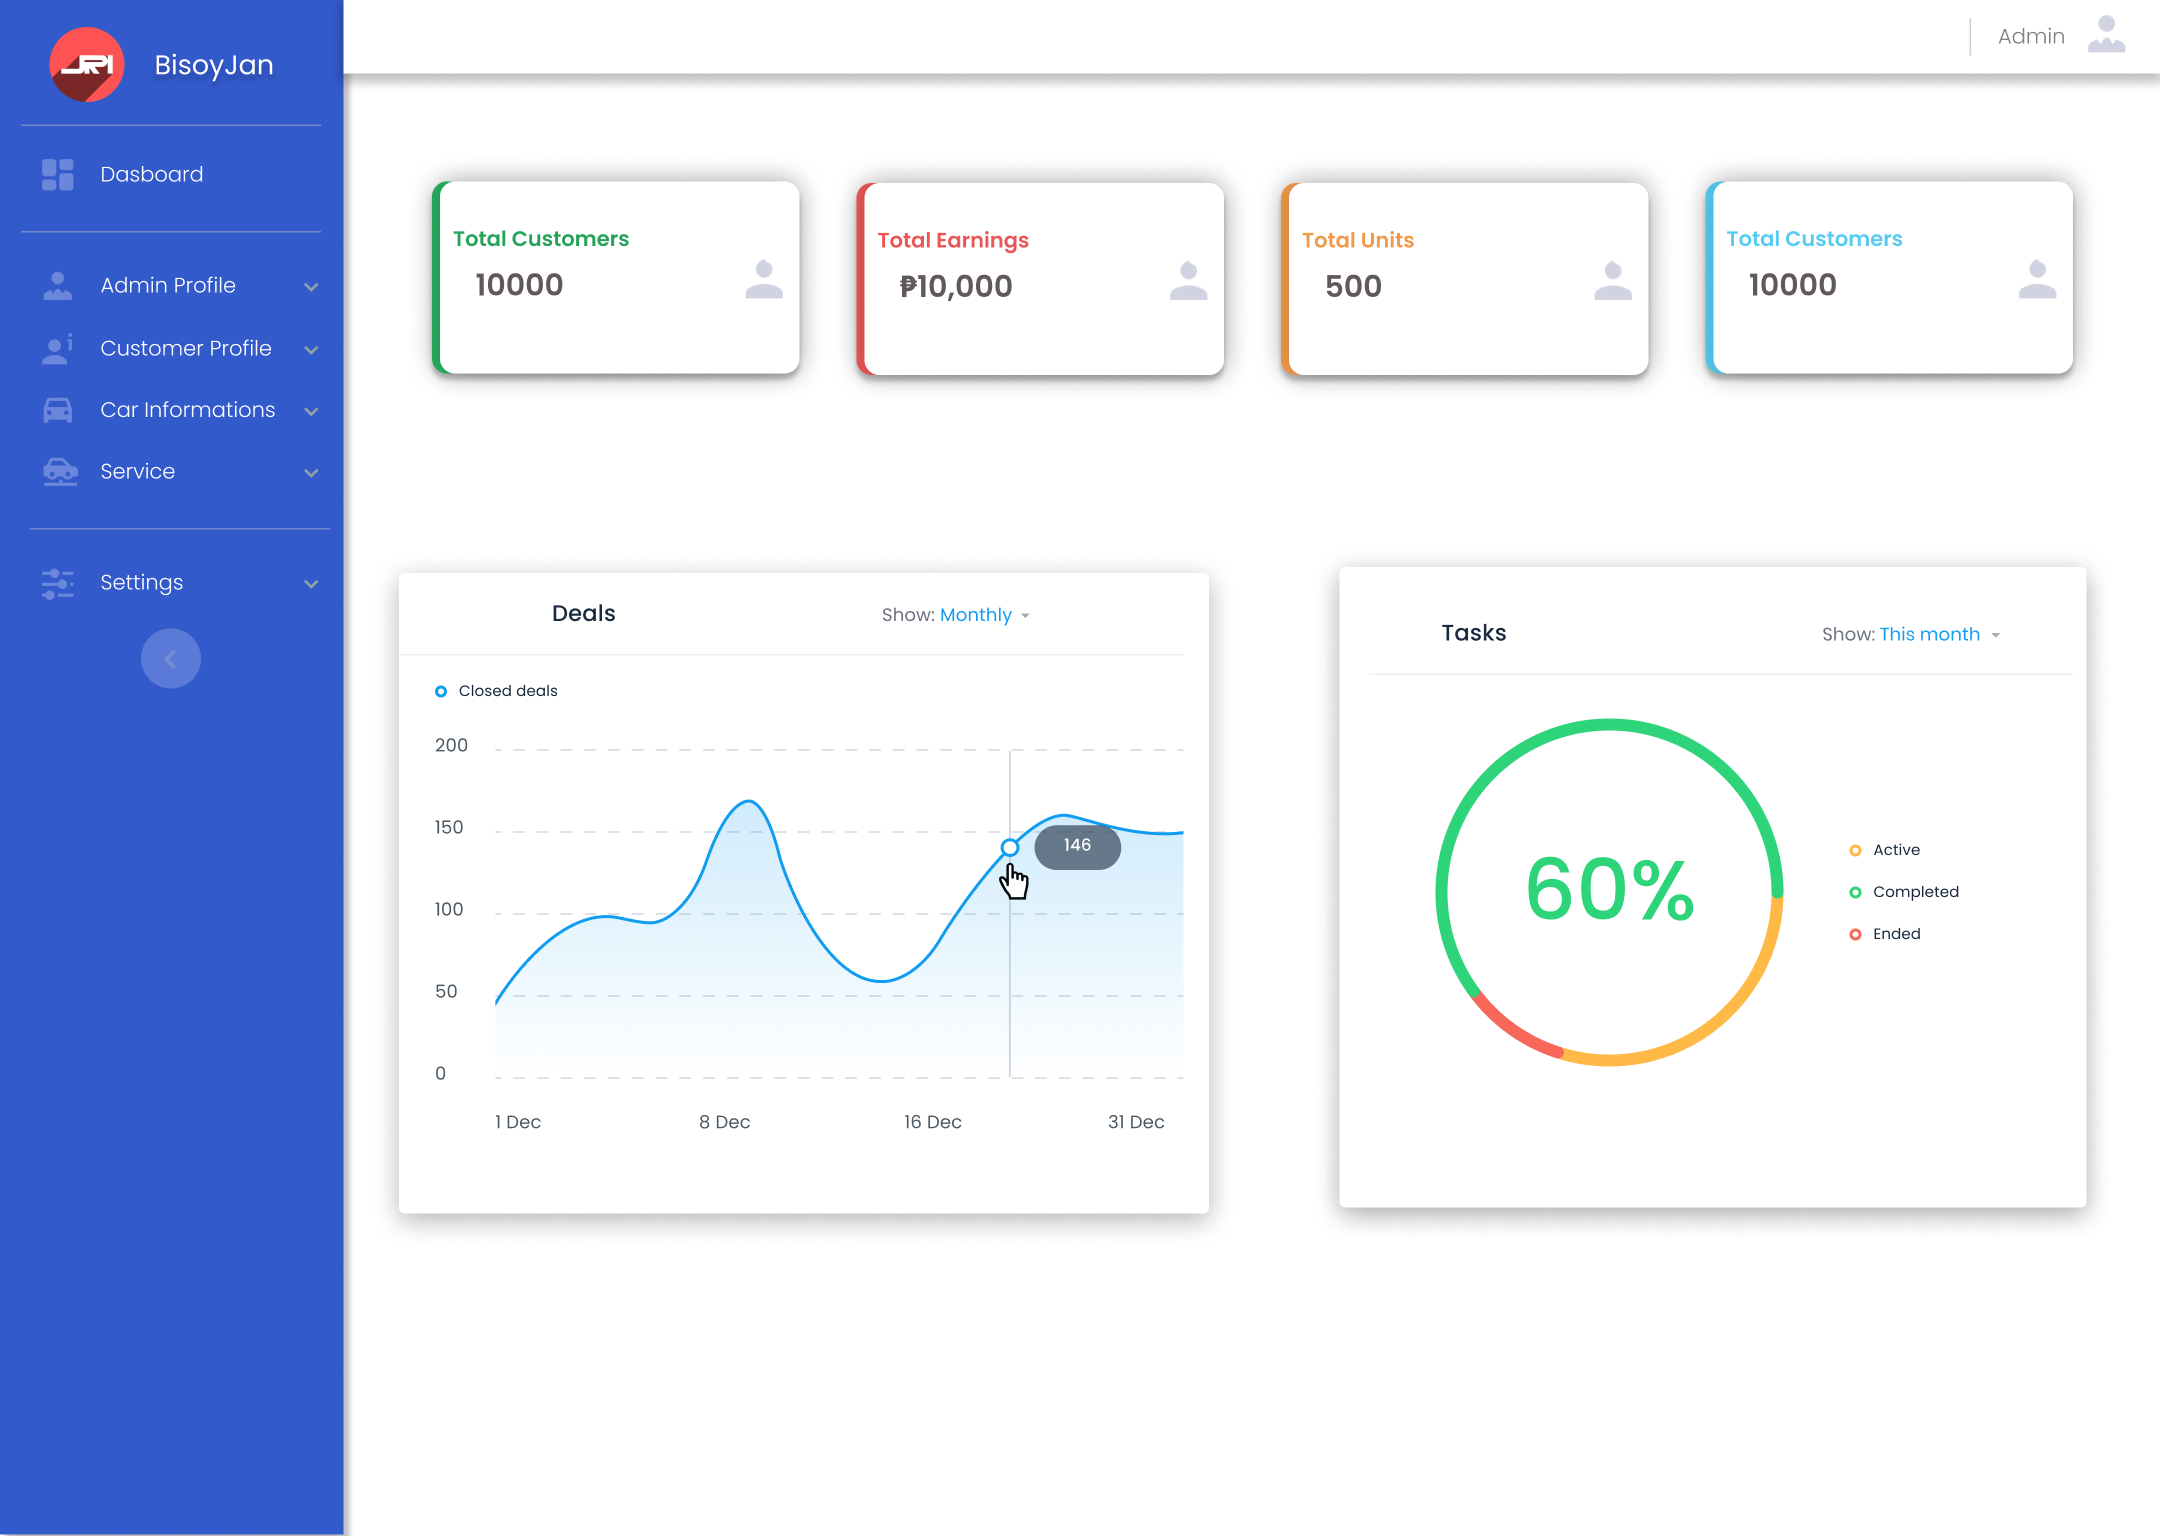 JRI
BisoyJan
Admin
Dasboard
Admin Profile
Customer Profile
Car Informations
Service
Settings
Total Customers
10000
Total Earnings
₱10,000
Total Units
500
Total Customers
10000
Deals
Show: Monthly
Closed deals
200
150
100
50
0
146
1 Dec
8 Dec
16 Dec
31 Dec
Tasks
Show: This month
60%
Active
Completed
Ended